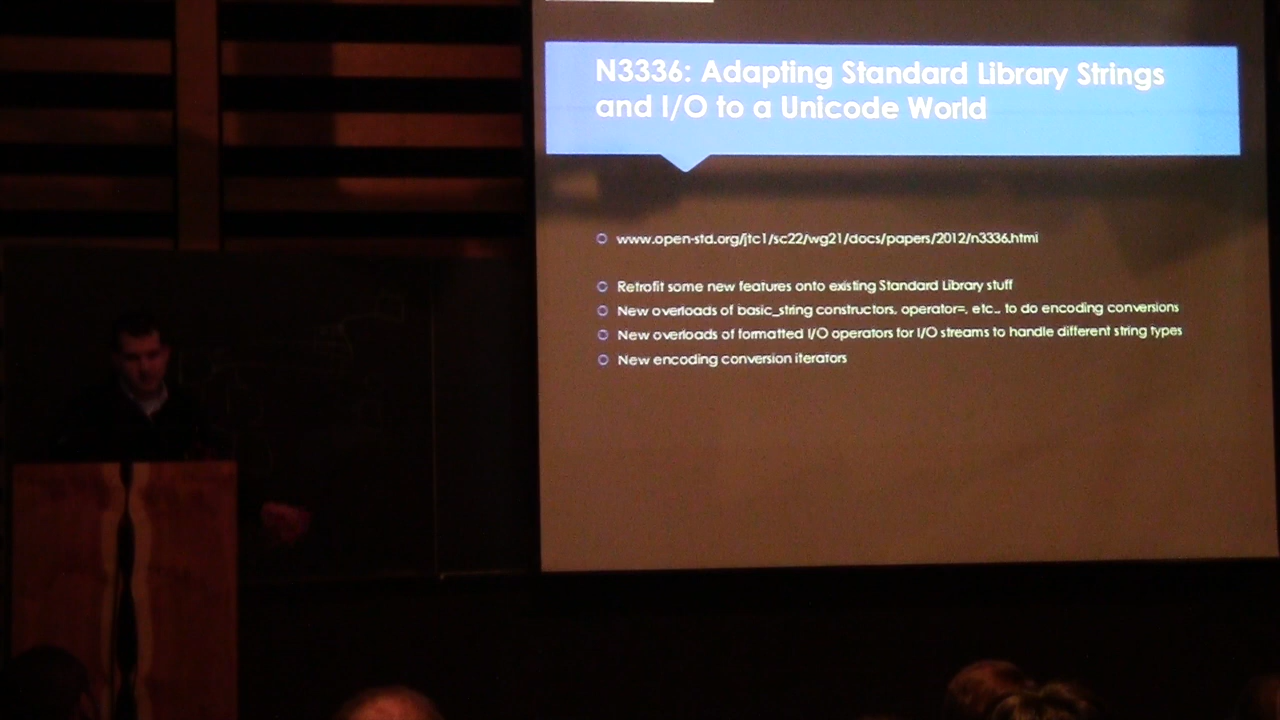 N3336: Adapting Standard Library Strings
and I/O to a Unicode World
www.open-std.org/jtc1/sc22/wg21/docs/papers/2012/n3336.html
Retrofit some new features onto existing Standard Library stuff
New overloads of basic_string constructors, operator=, etc., to do encoding conversions
New overloads of formatted I/O operators for I/O streams to handle different string types
New encoding conversion iterators